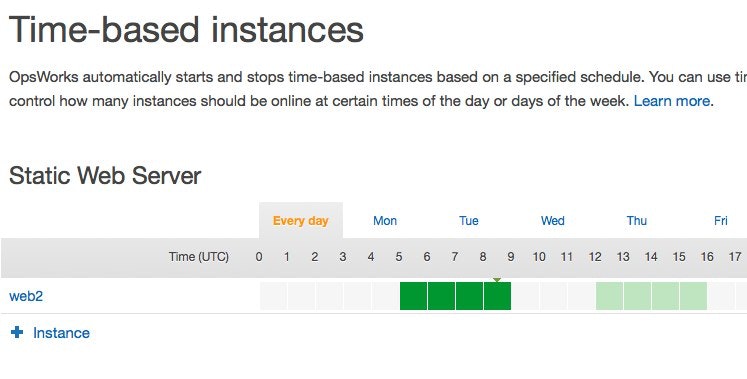 Time-based instances
OpsWorks automatically starts and stops time-based instances based on a specified schedule. You can use
control how many instances should be online at certain times of the day or days of the week. Learn more.
Static Web Server
Every day Mon Tue Wed Thu Fri
Time (UTC) 0 1 2 3 4 5 6 7 8 9 10 11 12 13 14 15 16 17
web2
+ Instance